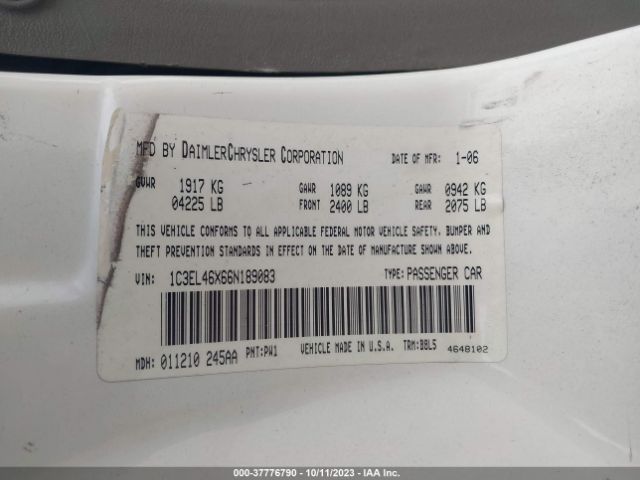 MFD BY DAIMLERCHRYSLER CORPORATION DATE OF MFR: 1-06
GVWR 1917 KG GAWR 1089 KG GAWR 0942 KG
04225 LB FRONT 2400 LB REAR 2075 LB
THIS VEHICLE CONFORMS TO ALL APPLICABLE FEDERAL MOTOR VEHICLE SAFETY, BUMPER AND
THEFT PREVENTION STANDARDS IN EFFECT ON THE DATE OF MANUFACTURE SHOWN ABOVE.
VIN: 1C3EL46X66N189083 TYPE: PASSENGER CAR
MDH: 011210 245AA PNT:PW1 VEHICLE MADE IN U.S.A. TRM:BBL5 4648102
000-37776790 - 10/11/2023 - IAA Inc.